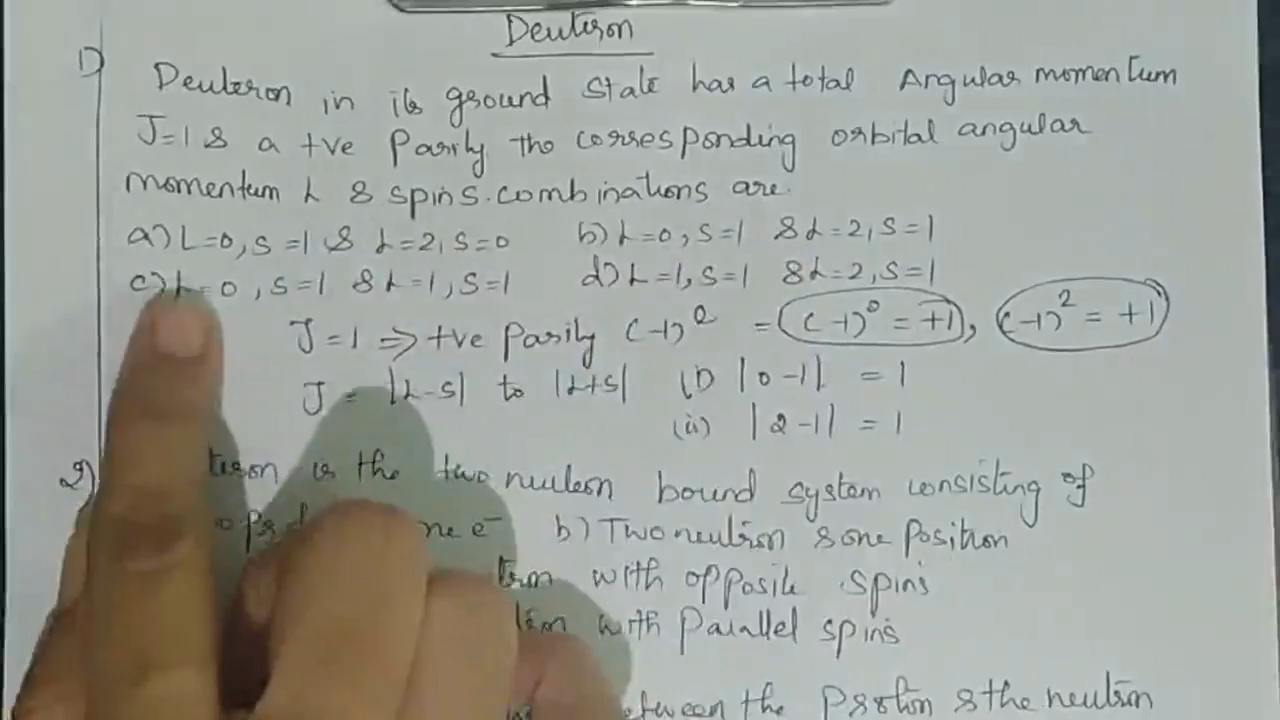 Deuteron
1) Deuteron in its ground state has a total Angular momentum
J=1 & a +ve Parity the corresponding orbital angular
momentum L & spin S. combinations are.
a) L=0, S=1 & L=2, S=0 b) L=0, S=1 & L=2, S=1
c) L=0, S=1 & L=1, S=1 d) L=1, S=1 & L=2, S=1
J=1 ⇒ +ve Parity (-1)^l = (-1)^0 = +1, (-1)^2 = +1
J = |L-S| to |L+S| (i) |0-1| = 1
(ii) |2-1| = 1
2) is the two nucleon bound system consisting of
e⁻ b) Two neutron & one Position
with opposite spins
with Parallel spins
the Proton & the neutron